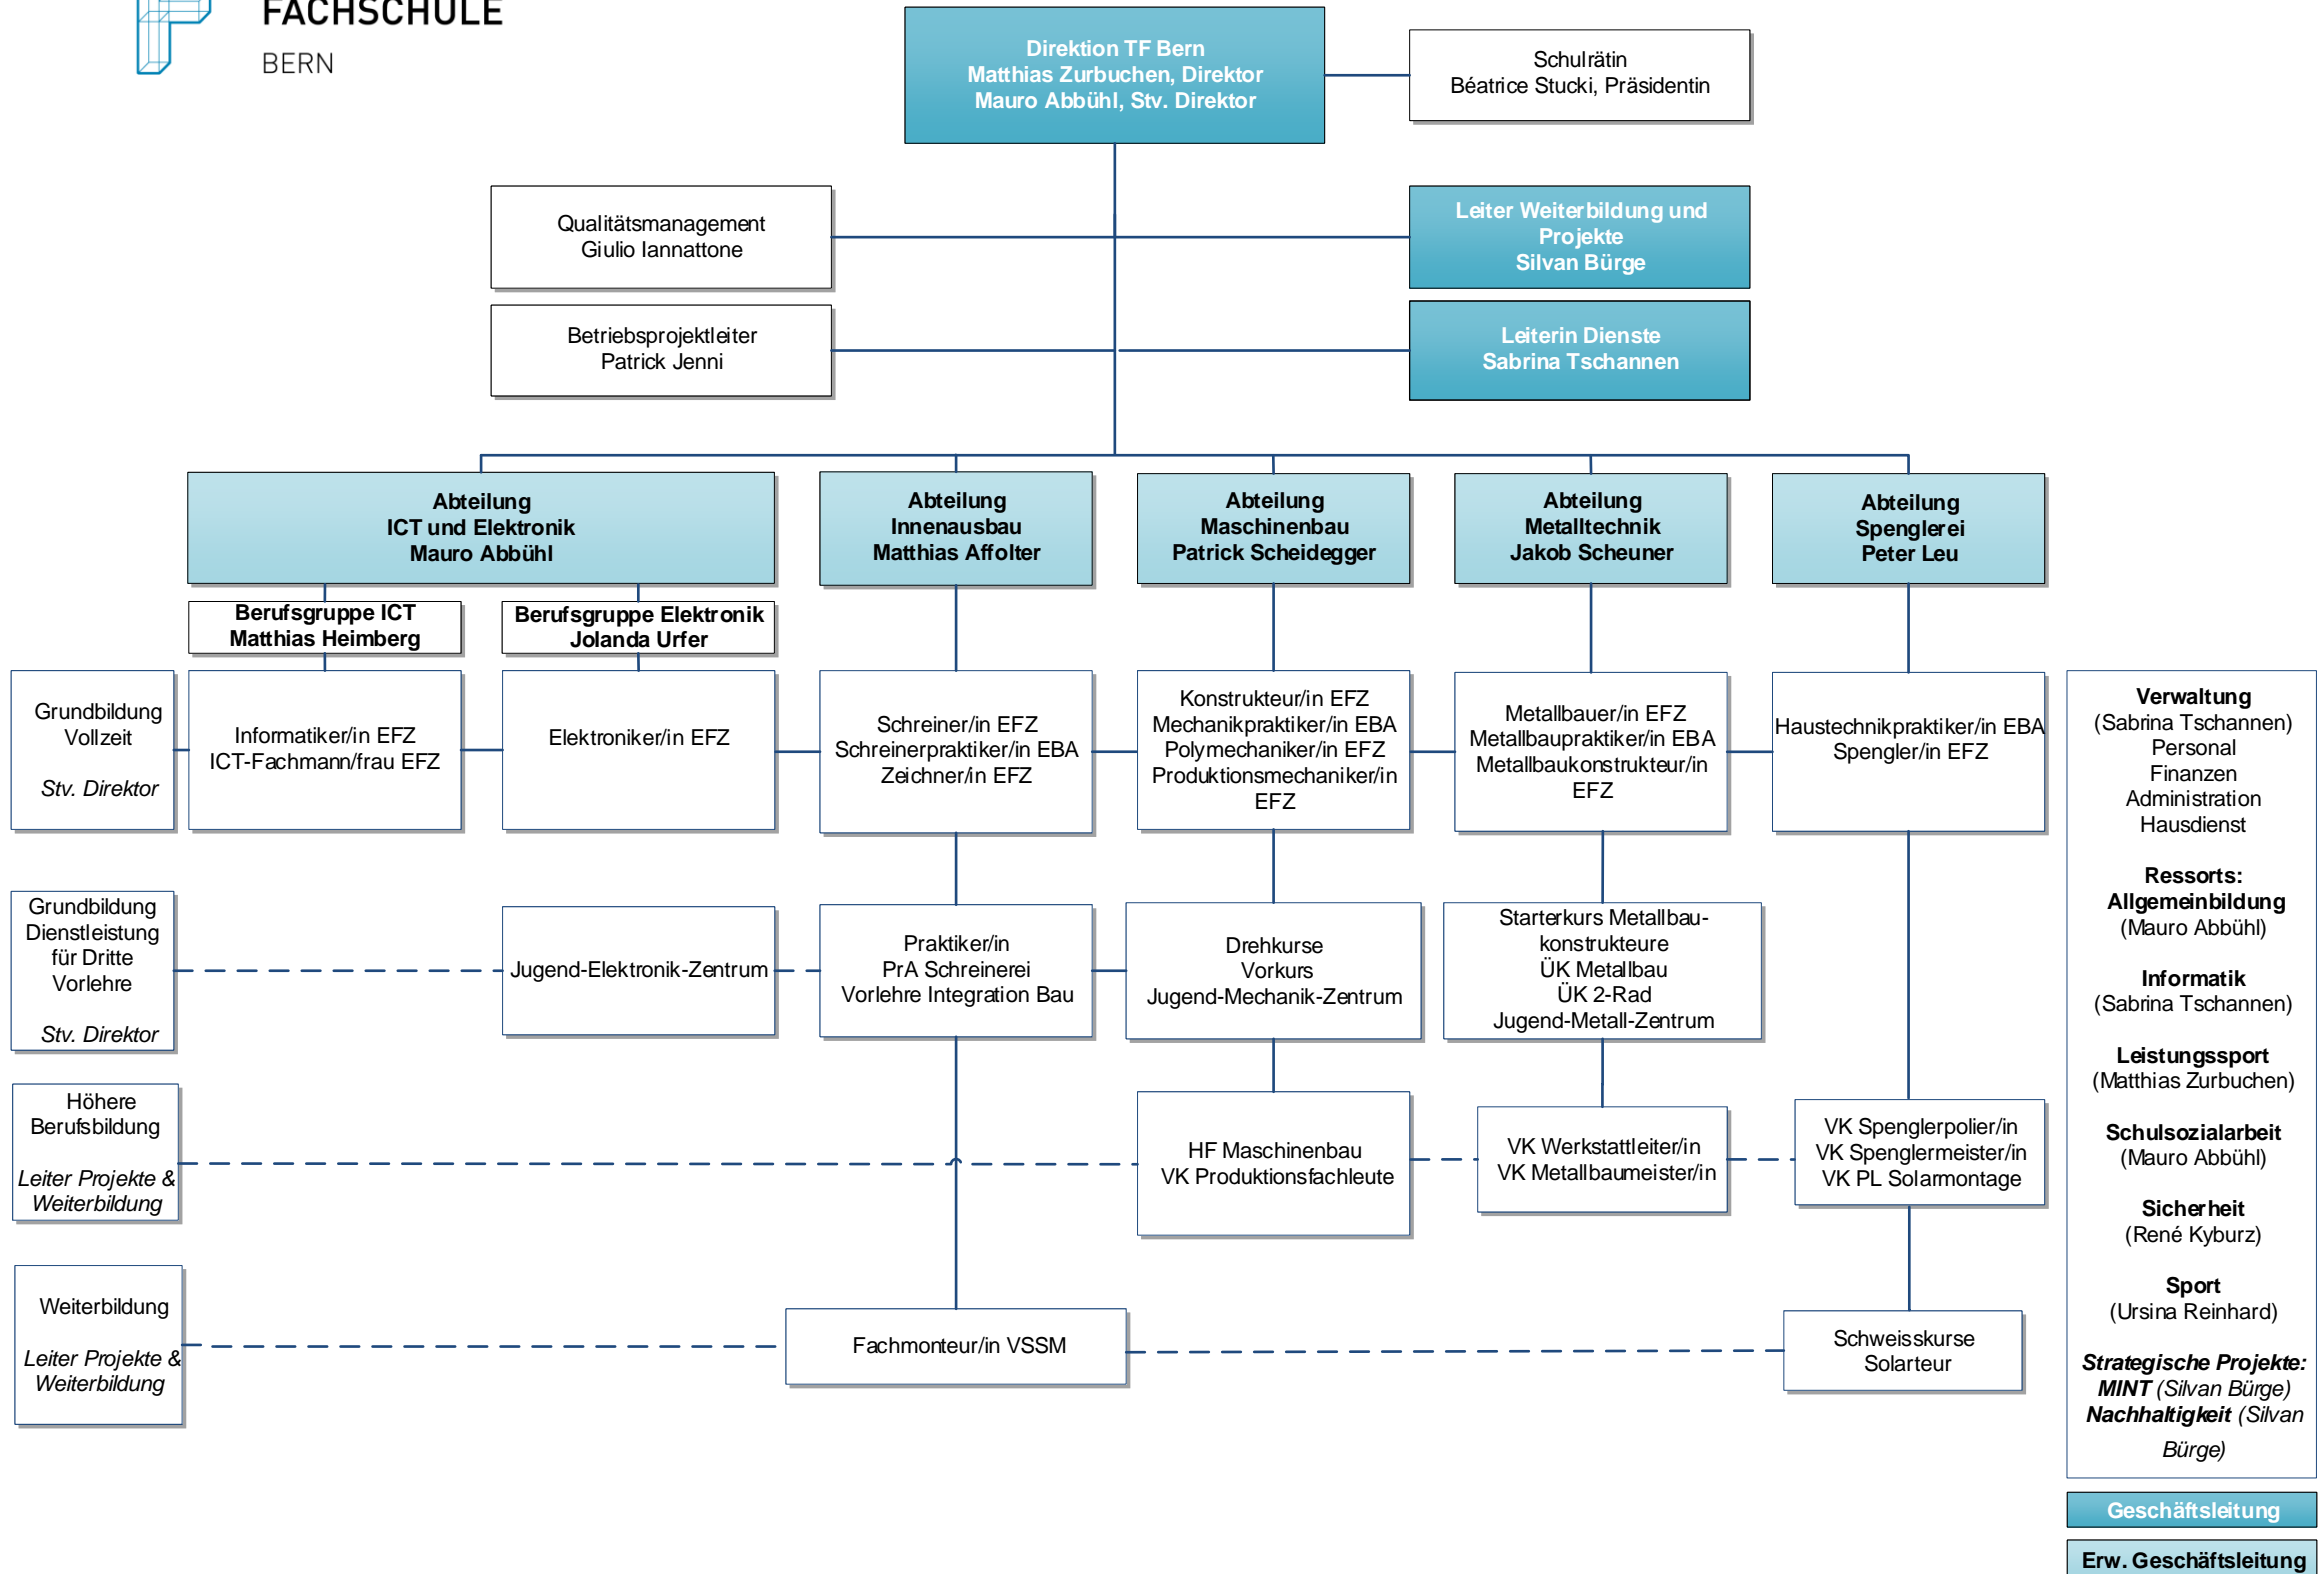 FACHSCHULE
BERN
Direktion TF Bern
Matthias Zurbuchen, Direktor
Mauro Abbühl, Stv. Direktor
Schulrätin
Béatrice Stucki, Präsidentin
Qualitätsmanagement
Giulio Iannattone
Leiter Weiterbildung und
Projekte
Silvan Bürge
Betriebsprojektleiter
Patrick Jenni
Leiterin Dienste
Sabrina Tschannen
Abteilung
ICT und Elektronik
Mauro Abbühl
Abteilung
Innenausbau
Matthias Affolter
Abteilung
Maschinenbau
Patrick Scheidegger
Abteilung
Metalltechnik
Jakob Scheuner
Abteilung
Spenglerei
Peter Leu
Berufsgruppe ICT
Matthias Heimberg
Berufsgruppe Elektronik
Jolanda Urfer
Grundbildung
Vollzeit
Stv. Direktor
Informatiker/in EFZ
ICT-Fachmann/frau EFZ
Elektroniker/in EFZ
Schreiner/in EFZ
Schreinerpraktiker/in EBA
Zeichner/in EFZ
Konstrukteur/in EFZ
Mechanikpraktiker/in EBA
Polymechaniker/in EFZ
Produktionsmechaniker/in
EFZ
Metallbauer/in EFZ
Metallbaupraktiker/in EBA
Metallbaukonstrukteur/in
EFZ
Haustechnikpraktiker/in EBA
Spengler/in EFZ
Grundbildung
Dienstleistung
für Dritte
Vorlehre
Stv. Direktor
Jugend-Elektronik-Zentrum
Praktiker/in
PrA Schreinerei
Vorlehre Integration Bau
Drehkurse
Vorkurs
Jugend-Mechanik-Zentrum
Starterkurs Metallbau-
konstrukteure
ÜK Metallbau
ÜK 2-Rad
Jugend-Metall-Zentrum
Höhere
Berufsbildung
Leiter Projekte &
Weiterbildung
HF Maschinenbau
VK Produktionsfachleute
VK Werkstattleiter/in
VK Metallbaumeister/in
VK Spenglerpolier/in
VK Spenglermeister/in
VK PL Solarmontage
Weiterbildung
Leiter Projekte &
Weiterbildung
Fachmonteur/in VSSM
Schweisskurse
Solarteur
Verwaltung
(Sabrina Tschannen)
Personal
Finanzen
Administration
Hausdienst
Ressorts:
Allgemeinbildung
(Mauro Abbühl)
Informatik
(Sabrina Tschannen)
Leistungssport
(Matthias Zurbuchen)
Schulsozialarbeit
(Mauro Abbühl)
Sicherheit
(René Kyburz)
Sport
(Ursina Reinhard)
Strategische Projekte:
MINT (Silvan Bürge)
Nachhaltigkeit (Silvan
Bürge)
Geschäftsleitung
Erw. Geschäftsleitung